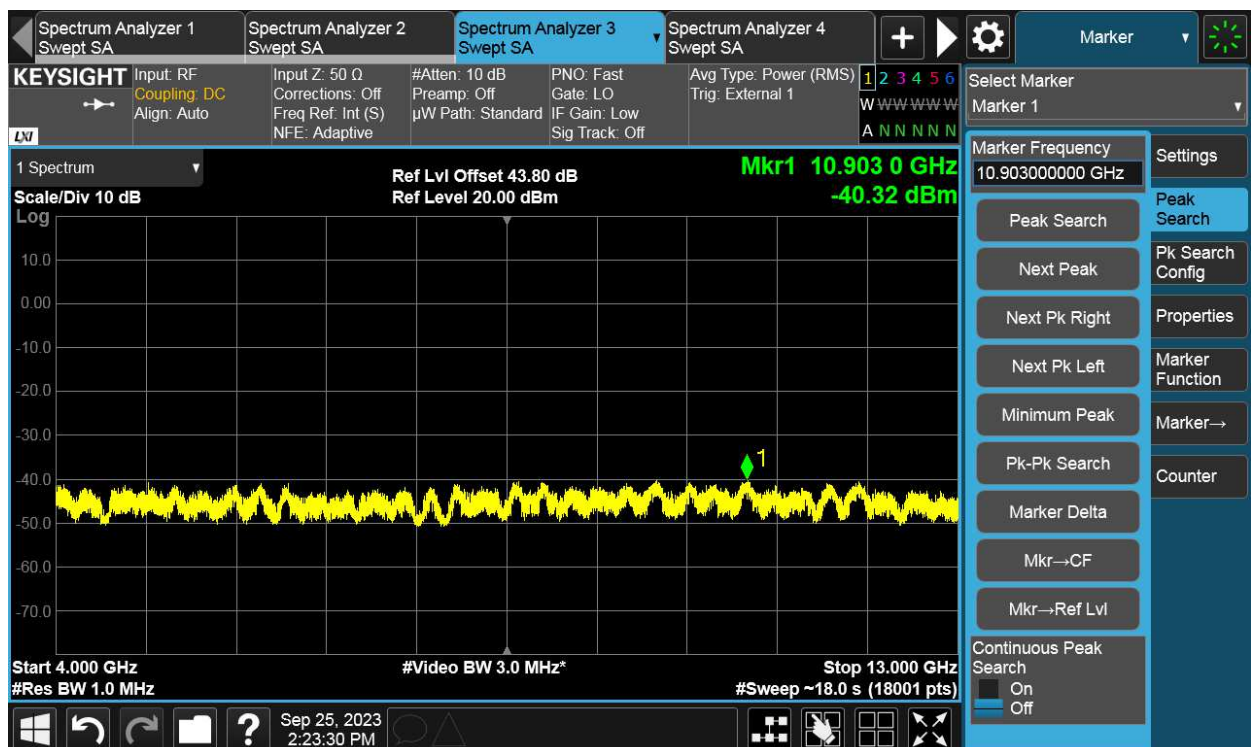 Spectrum Analyzer 1
Swept SA
Spectrum Analyzer 2
Swept SA
Spectrum Analyzer 3
Swept SA
Spectrum Analyzer 4
Swept SA
+
Marker
KEYSIGHT
LXI
Input: RF
Coupling: DC
Align: Auto
Input Z: 50 Ω
Corrections: Off
Freq Ref: Int (S)
NFE: Adaptive
#Atten: 10 dB
Preamp: Off
µW Path: Standard
PNO: Fast
Gate: LO
IF Gain: Low
Sig Track: Off
Avg Type: Power (RMS)
Trig: External 1
1 2 3 4 5 6
W W W W W W
A N N N N N
Select Marker
Marker 1
1 Spectrum
Scale/Div 10 dB
Ref Lvl Offset 43.80 dB
Ref Level 20.00 dBm
Mkr1 10.903 0 GHz
-40.32 dBm
Log
10.0
0.00
-10.0
-20.0
-30.0
-40.0
-50.0
-60.0
-70.0
1
Start 4.000 GHz
#Res BW 1.0 MHz
#Video BW 3.0 MHz*
Stop 13.000 GHz
#Sweep ~18.0 s (18001 pts)
Marker Frequency
10.903000000 GHz
Peak Search
Next Peak
Next Pk Right
Next Pk Left
Minimum Peak
Pk-Pk Search
Marker Delta
Mkr→CF
Mkr→Ref Lvl
Continuous Peak
Search
On
Off
Settings
Peak
Search
Pk Search
Config
Properties
Marker
Function
Marker→
Counter
?
Sep 25, 2023
2:23:30 PM